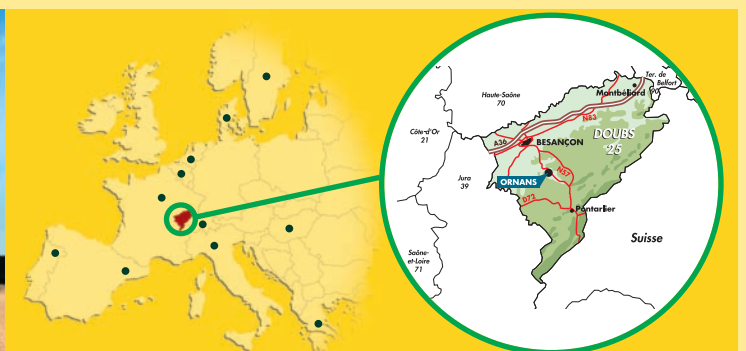 Ter. de
Belfort
90
Montbéliard
Haute-Saône
70
N83
Côte-d'Or
21
A36
BESANÇON
DOUBS
25
Jura
39
N57
ORNANS
D72
Pontarlier
Suisse
Saône-
et-Loire
71